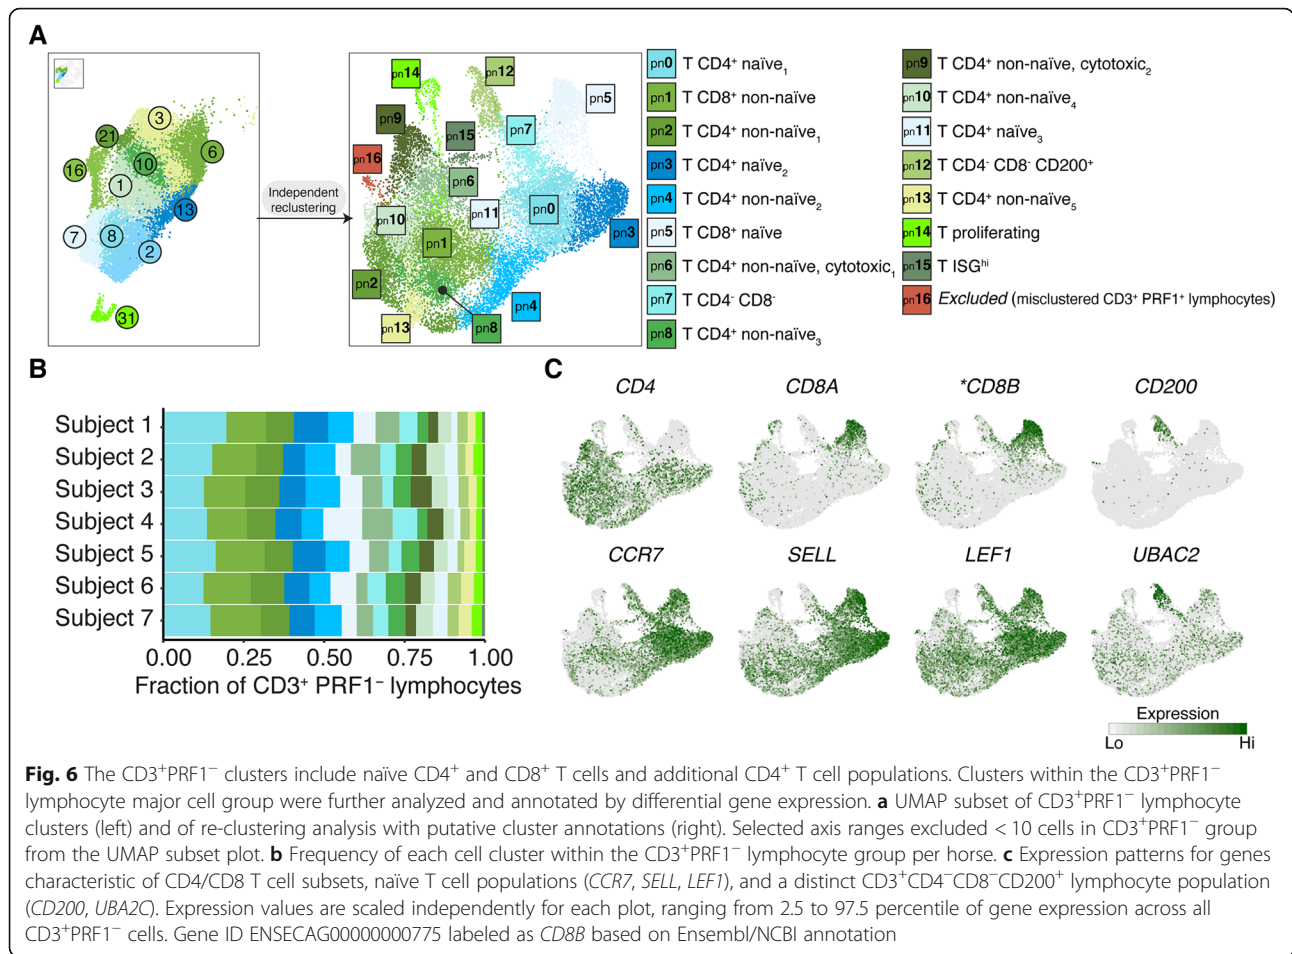 A
3
21
6
10
16
1
13
7
8
2
31
Independent
reclustering
pn14
pn12
pn5
pn9
pn7
pn15
pn16
pn6
pn10
pn11
pn0
pn3
pn1
pn2
pn4
pn13
pn8
pn0 T CD4⁺ naïve₁
pn1 T CD8⁺ non-naïve
pn2 T CD4⁺ non-naïve₁
pn3 T CD4⁺ naïve₂
pn4 T CD4⁺ non-naïve₂
pn5 T CD8⁺ naïve
pn6 T CD4⁺ non-naïve, cytotoxic₁
pn7 T CD4⁻ CD8⁻
pn8 T CD4⁺ non-naïve₃
pn9 T CD4⁺ non-naïve, cytotoxic₂
pn10 T CD4⁺ non-naïve₄
pn11 T CD4⁺ naïve₃
pn12 T CD4⁻ CD8⁻ CD200⁺
pn13 T CD4⁺ non-naïve₅
pn14 T proliferating
pn15 T ISGʰⁱ
pn16 Excluded (misclustered CD3⁺ PRF1⁺ lymphocytes)
B
Subject 1
Subject 2
Subject 3
Subject 4
Subject 5
Subject 6
Subject 7
0.00 0.25 0.50 0.75 1.00
Fraction of CD3⁺ PRF1⁻ lymphocytes
C
CD4 CD8A *CD8B CD200
CCR7 SELL LEF1 UBAC2
Expression
Lo Hi
Fig. 6 The CD3⁺PRF1⁻ clusters include naïve CD4⁺ and CD8⁺ T cells and additional CD4⁺ T cell populations. Clusters within the CD3⁺PRF1⁻
lymphocyte major cell group were further analyzed and annotated by differential gene expression. a UMAP subset of CD3⁺PRF1⁻ lymphocyte
clusters (left) and of re-clustering analysis with putative cluster annotations (right). Selected axis ranges excluded < 10 cells in CD3⁺PRF1⁻ group
from the UMAP subset plot. b Frequency of each cell cluster within the CD3⁺PRF1⁻ lymphocyte group per horse. c Expression patterns for genes
characteristic of CD4/CD8 T cell subsets, naïve T cell populations (CCR7, SELL, LEF1), and a distinct CD3⁺CD4⁻CD8⁻CD200⁺ lymphocyte population
(CD200, UBA2C). Expression values are scaled independently for each plot, ranging from 2.5 to 97.5 percentile of gene expression across all
CD3⁺PRF1⁻ cells. Gene ID ENSECAG00000000775 labeled as CD8B based on Ensembl/NCBI annotation